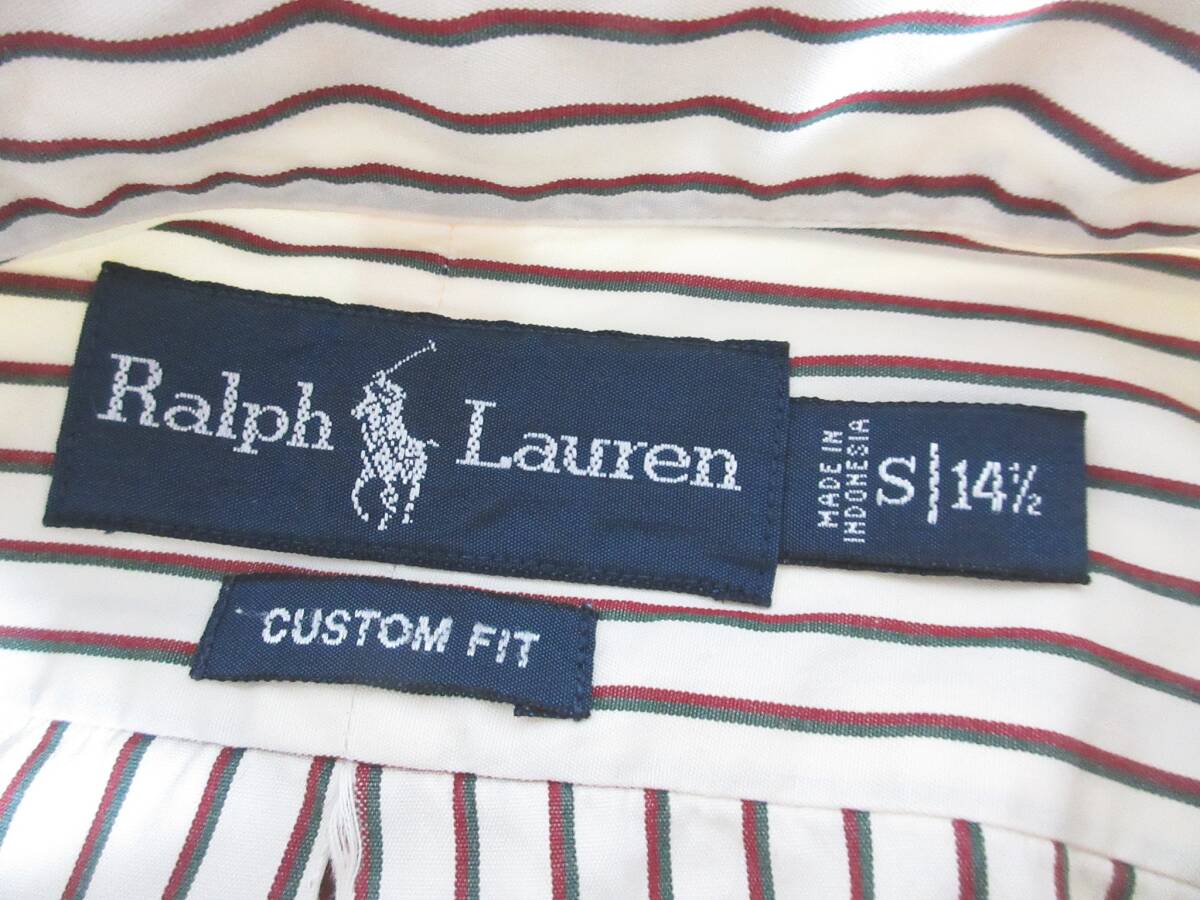 Ralph Lauren
MADE IN
INDONESIA
S 14½
CUSTOM FIT